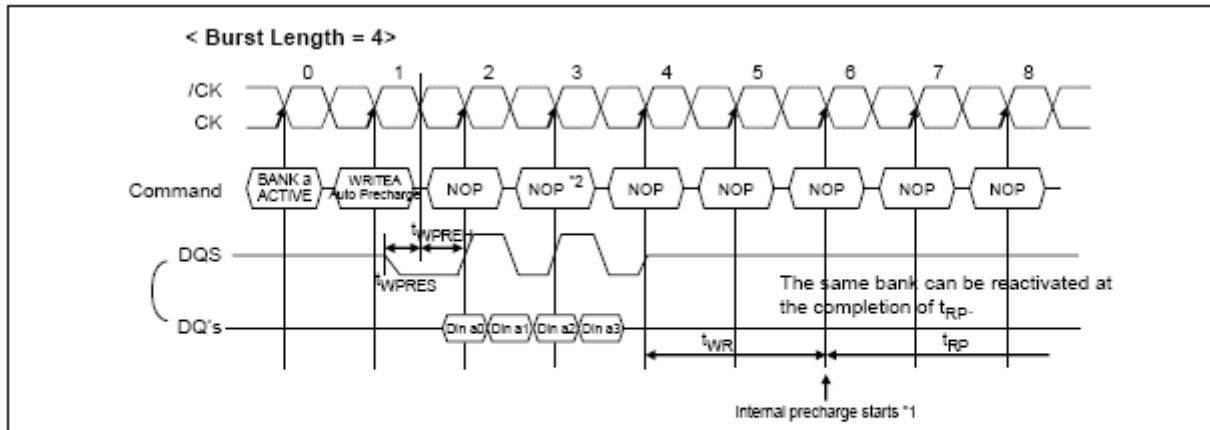 < Burst Length = 4>
0 1 2 3 4 5 6 7 8
/CK
CK
Command
BANK a
ACTIVE
WRITEA
Auto Precharge
NOP
NOP *2
NOP
NOP
NOP
NOP
NOP
tWPRE
DQS
tWPRES
The same bank can be reactivated at
the completion of tRP.
DQ's
Din a0 Din a1 Din a2 Din a3
tWR
tRP
Internal precharge starts *1